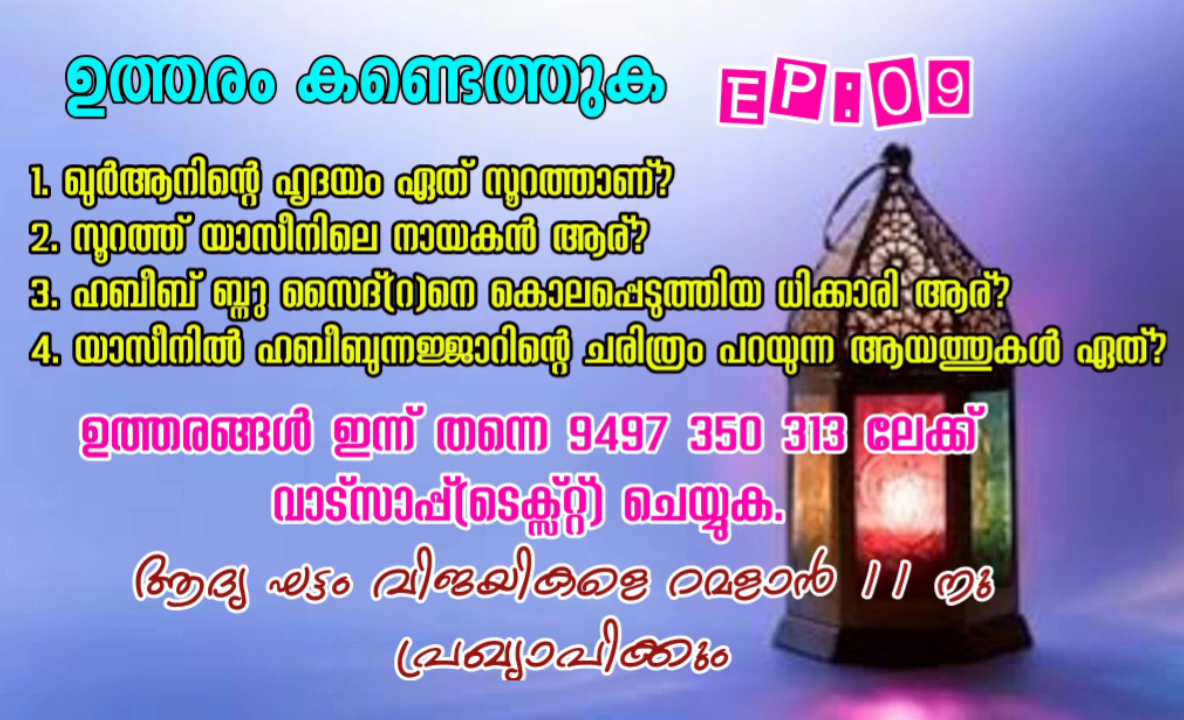 ഉത്തരം കണ്ടെത്തുക EP:09
1. ഖുർആനിന്റെ ഹൃദയം ഏത് സൂറത്താണ്?
2. സൂറത്ത് യാസീനിലെ നായകൻ ആര്?
3. ഹബീബ് ബ്നു സൈദ്(റ)നെ കൊലപ്പെടുത്തിയ ധിക്കാരി ആര്?
4. യാസീനിൽ ഹബീബുന്നജ്ജാറിന്റെ ചരിത്രം പറയുന്ന ആയത്തുകൾ ഏത്?
ഉത്തരങ്ങൾ ഇന്ന് തന്നെ 9497 350 313 ലേക്ക്
വാട്സാപ്പ്(ടെക്സ്റ്റ്) ചെയ്യുക.
ആദ്യ ഘട്ടം വിജയികളെ റമളാൻ 11 നു
പ്രഖ്യാപിക്കും